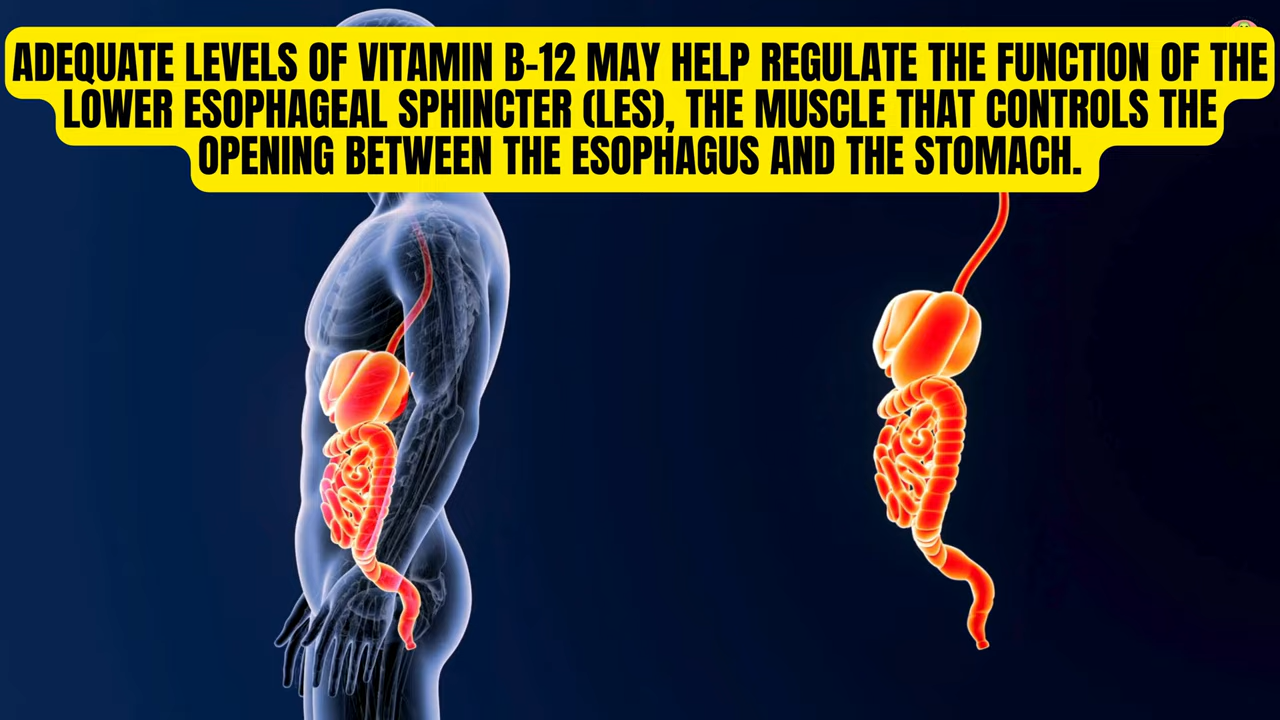 ADEQUATE LEVELS OF VITAMIN B-12 MAY HELP REGULATE THE FUNCTION OF THE
LOWER ESOPHAGEAL SPHINCTER (LES), THE MUSCLE THAT CONTROLS THE
OPENING BETWEEN THE ESOPHAGUS AND THE STOMACH.